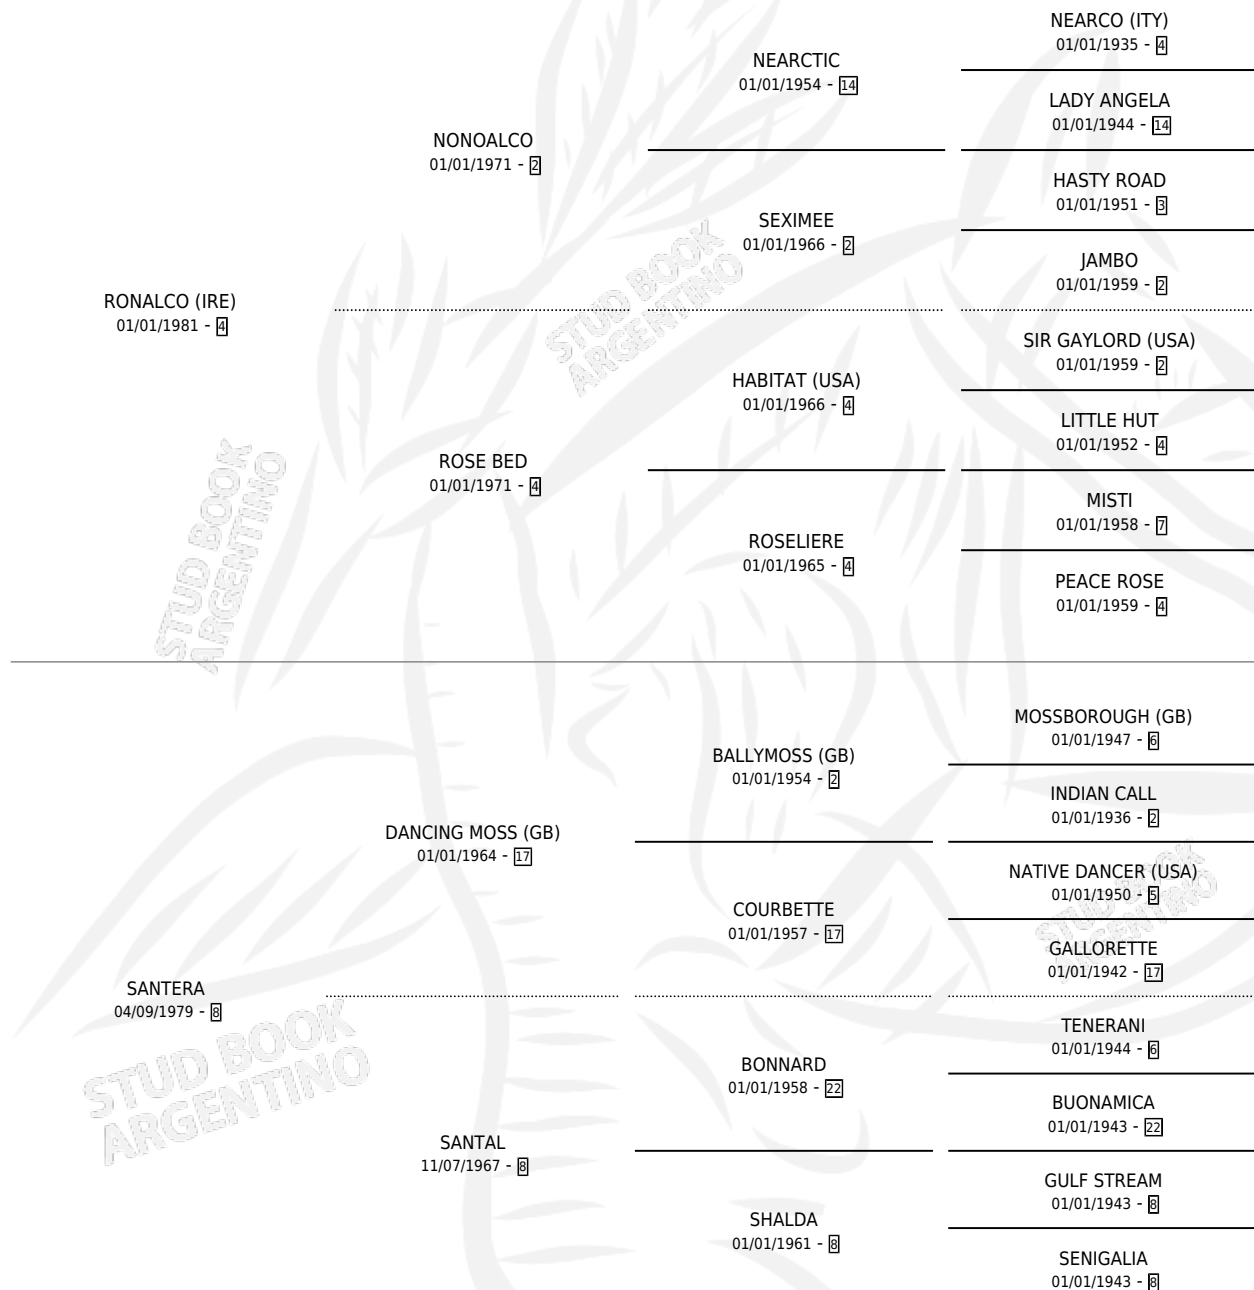 NEARCO (ITY)
01/01/1935 - 4
NEARCTIC
01/01/1954 - 14
LADY ANGELA
01/01/1944 - 14
NONOALCO
01/01/1971 - 2
HASTY ROAD
01/01/1951 - 3
SEXIMEE
01/01/1966 - 2
JAMBO
01/01/1959 - 2
RONALCO (IRE)
01/01/1981 - 4
SIR GAYLORD (USA)
01/01/1959 - 2
HABITAT (USA)
01/01/1966 - 4
LITTLE HUT
01/01/1952 - 4
ROSE BED
01/01/1971 - 4
MISTI
01/01/1958 - 7
ROSELIERE
01/01/1965 - 4
PEACE ROSE
01/01/1959 - 4
MOSSBOROUGH (GB)
01/01/1947 - 6
BALLYMOSS (GB)
01/01/1954 - 2
INDIAN CALL
01/01/1936 - 2
DANCING MOSS (GB)
01/01/1964 - 17
NATIVE DANCER (USA)
01/01/1950 - 5
COURBETTE
01/01/1957 - 17
GALLORETTE
01/01/1942 - 17
SANTERA
04/09/1979 - 8
TENERANI
01/01/1944 - 6
BONNARD
01/01/1958 - 22
BUONAMICA
01/01/1943 - 22
SANTAL
11/07/1967 - 8
GULF STREAM
01/01/1943 - 8
SHALDA
01/01/1961 - 8
SENIGALIA
01/01/1943 - 8
STUD BOOK
ARGENTINO
STUD BOOK
ARGENTINO
STUD BOOK
ARGENTINO
STUD BOOK
ARGENTINO